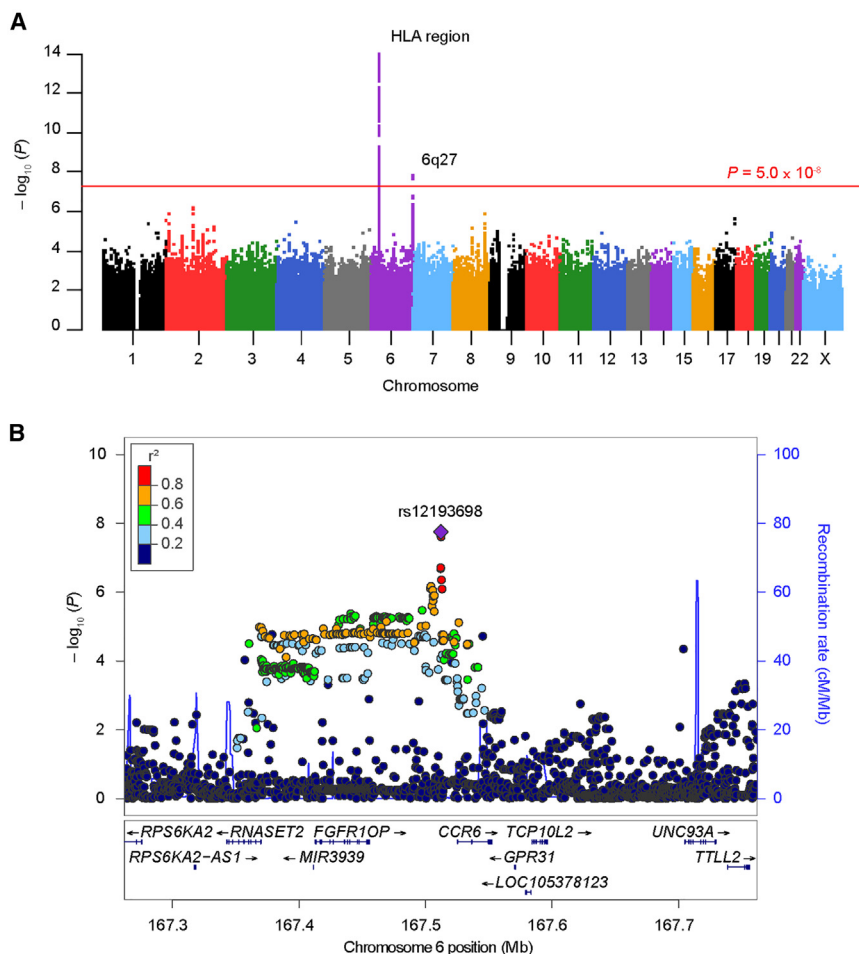 A
HLA region
14
12
10
8
6
4
2
0
6q27
P = 5.0 x 10-8
– log10 (P)
1 2 3 4 5 6 7 8 9 10 11 12 13 15 17 19 22 X
Chromosome
B
r2
0.8
0.6
0.4
0.2
rs12193698
10
8
6
4
2
0
– log10 (P)
100
80
60
40
20
0
Recombination rate (cM/Mb)
←RPS6KA2 ←RNASET2 FGFR1OP→ CCR6→ TCP10L2→ UNC93A→
RPS6KA2−AS1→ ←MIR3939 ←GPR31 TTLL2→
←LOC105378123
167.3 167.4 167.5 167.6 167.7
Chromosome 6 position (Mb)